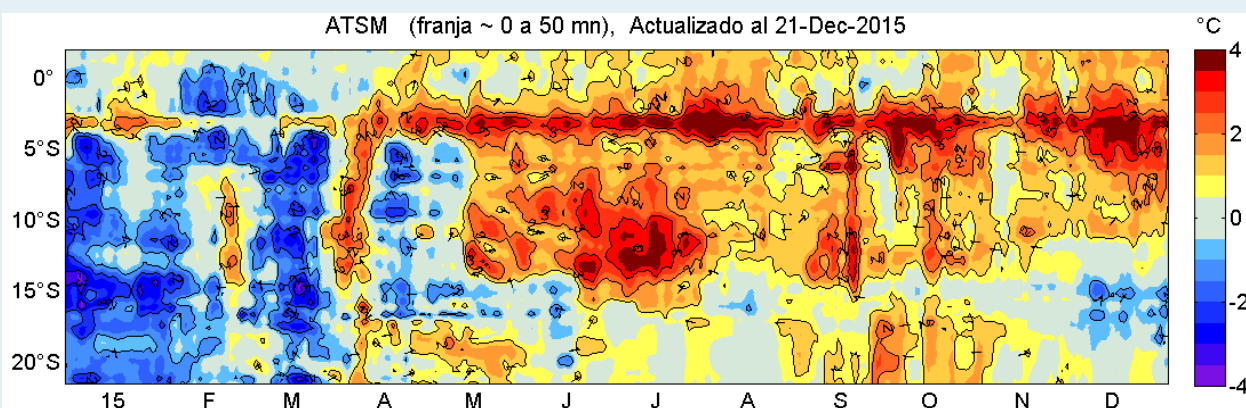 ATSM (franja ~ 0 a 50 mn), Actualizado al 21-Dec-2015
°C
4
2
0
-2
-4
0°
5°S
10°S
15°S
20°S
15 F M A M J J A S O N D